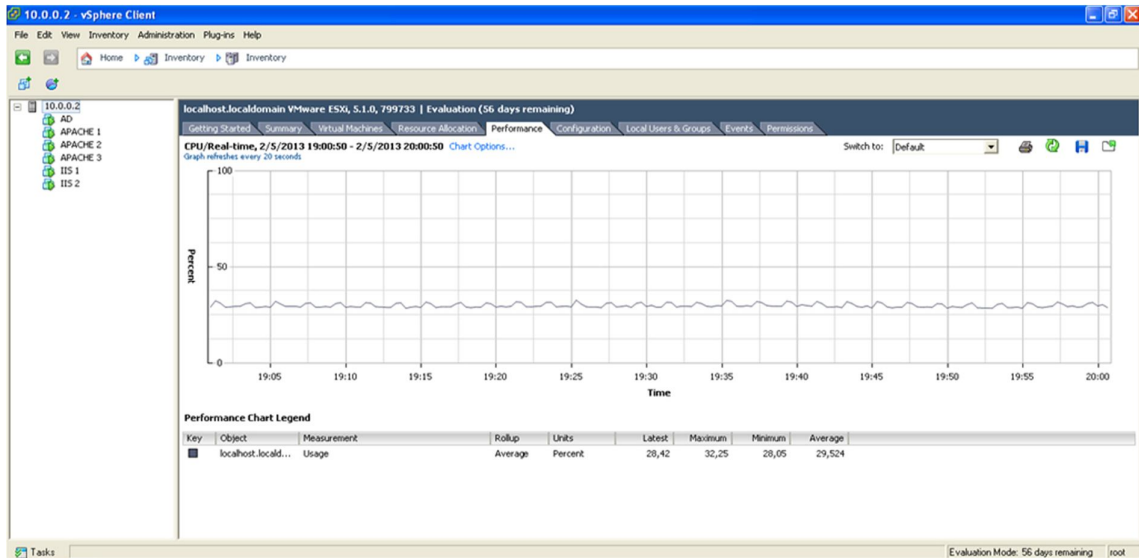 10.0.0.2 - vSphere Client
File Edit View Inventory Administration Plug-ins Help
Home Inventory Inventory
10.0.0.2
AD
APACHE 1
APACHE 2
APACHE 3
IIS 1
IIS 2
localhost.localdomain VMware ESXi, 5.1.0, 799733 | Evaluation (56 days remaining)
Getting Started Summary Virtual Machines Resource Allocation Performance Configuration Local Users & Groups Events Permissions
CPU/Real-time, 2/5/2013 19:00:50 - 2/5/2013 20:00:50 Chart Options... Switch to: Default
Graph refreshes every 20 seconds
100
Percent
50
0
19:05 19:10 19:15 19:20 19:25 19:30 19:35 19:40 19:45 19:50 19:55 20:00
Time
Performance Chart Legend
Key Object Measurement Rollup Units Latest Maximum Minimum Average
localhost.locald... Usage Average Percent 28,42 32,25 28,05 29,524
Tasks Evaluation Mode: 56 days remaining root